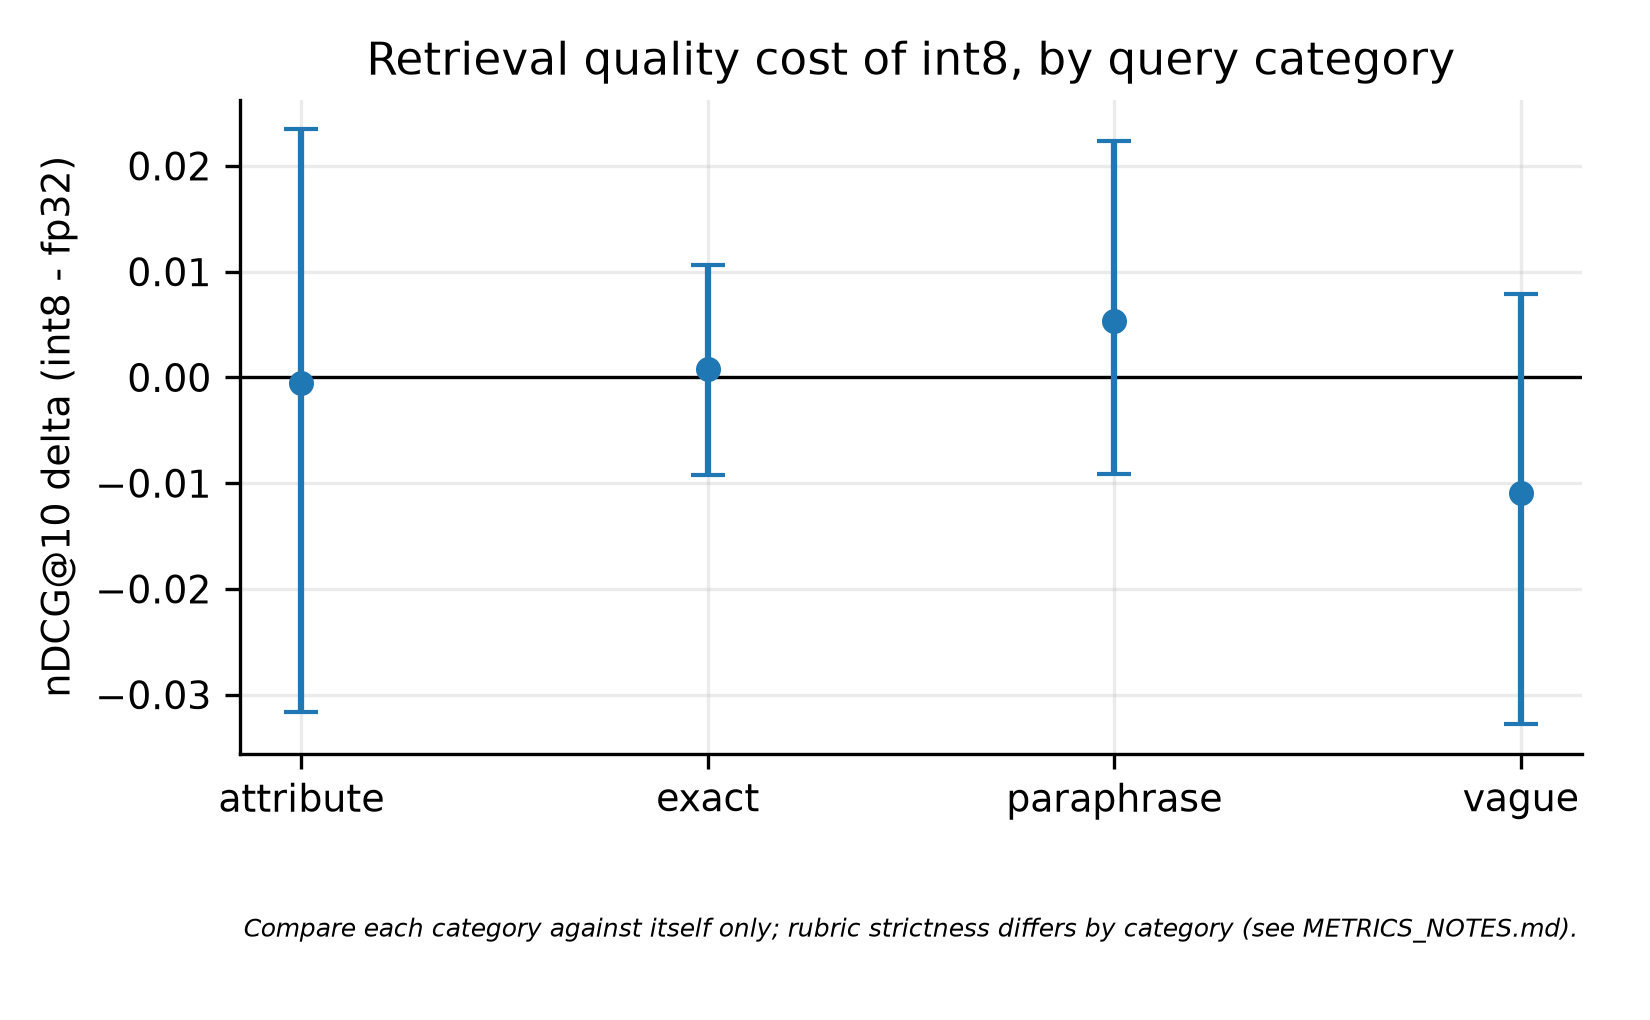 Retrieval quality cost of int8, by query category
nDCG@10 delta (int8 - fp32)
0.02
0.01
0.00
−0.01
−0.02
−0.03
attribute exact paraphrase vague
Compare each category against itself only; rubric strictness differs by category (see METRICS_NOTES.md).